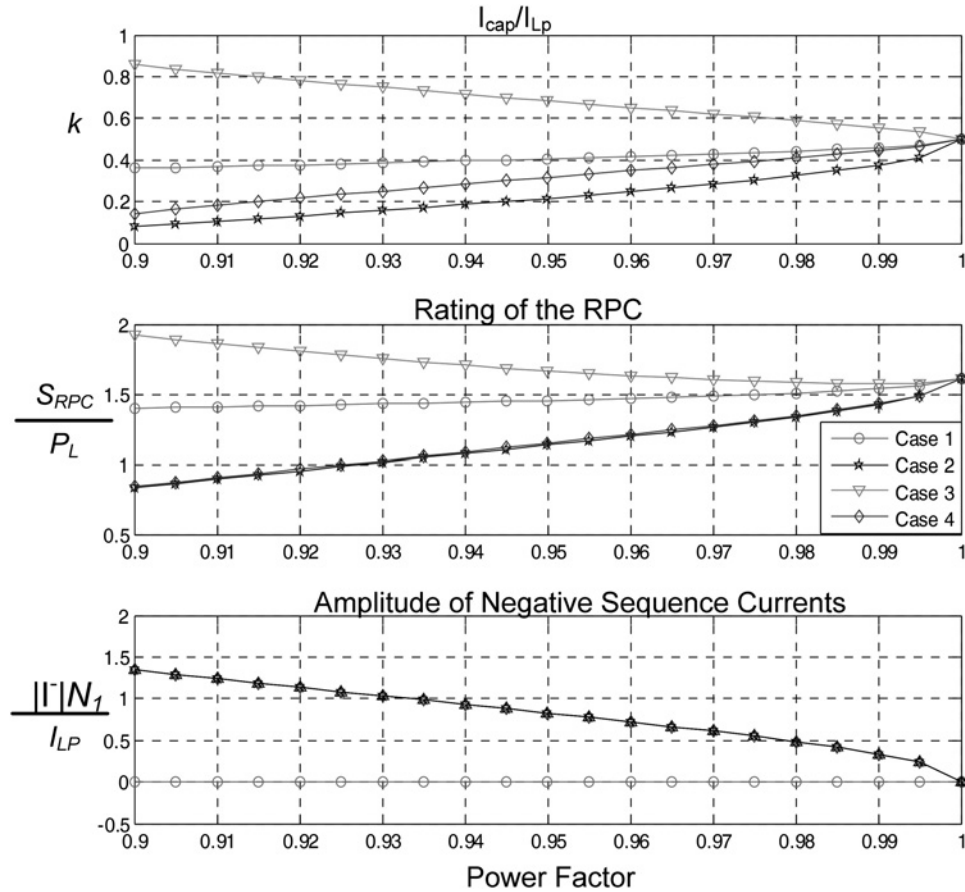 I_cap/I_Lp
1
0.8
0.6
0.4
0.2
0
k
0.9 0.91 0.92 0.93 0.94 0.95 0.96 0.97 0.98 0.99 1
Rating of the RPC
2
1.5
1
0.5
S_RPC
P_L
Case 1
Case 2
Case 3
Case 4
0.9 0.91 0.92 0.93 0.94 0.95 0.96 0.97 0.98 0.99 1
Amplitude of Negative Sequence Currents
2
1.5
1
0.5
0
-0.5
|I⁻|N₁
I_LP
0.9 0.91 0.92 0.93 0.94 0.95 0.96 0.97 0.98 0.99 1
Power Factor